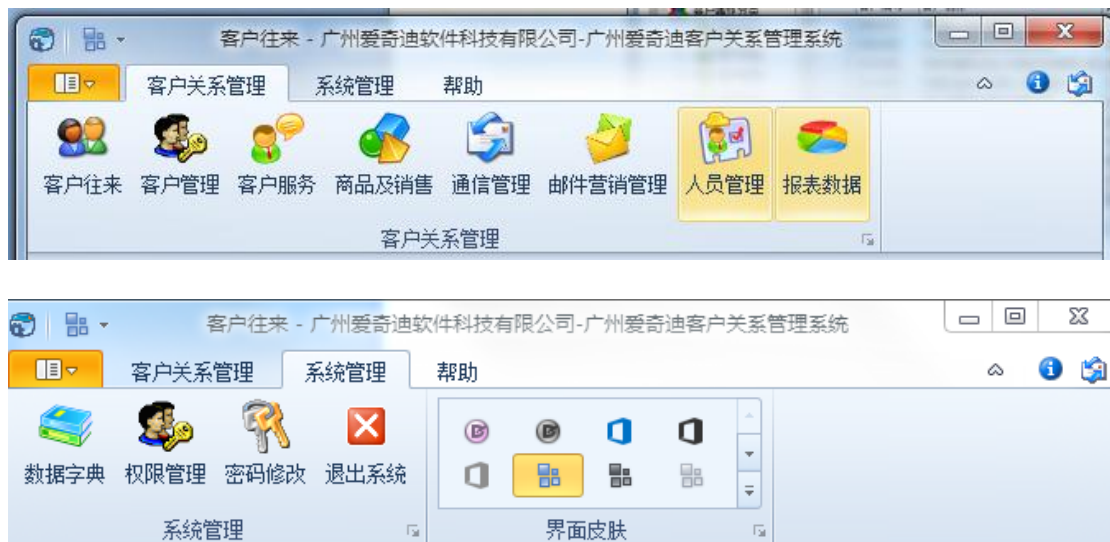 客户往来 - 广州爱奇迪软件科技有限公司-广州爱奇迪客户关系管理系统
客户关系管理 系统管理 帮助
客户往来 客户管理 客户服务 商品及销售 通信管理 邮件营销管理 人员管理 报表数据
客户关系管理
客户往来 - 广州爱奇迪软件科技有限公司-广州爱奇迪客户关系管理系统
客户关系管理 系统管理 帮助
数据字典 权限管理 密码修改 退出系统
系统管理 界面皮肤